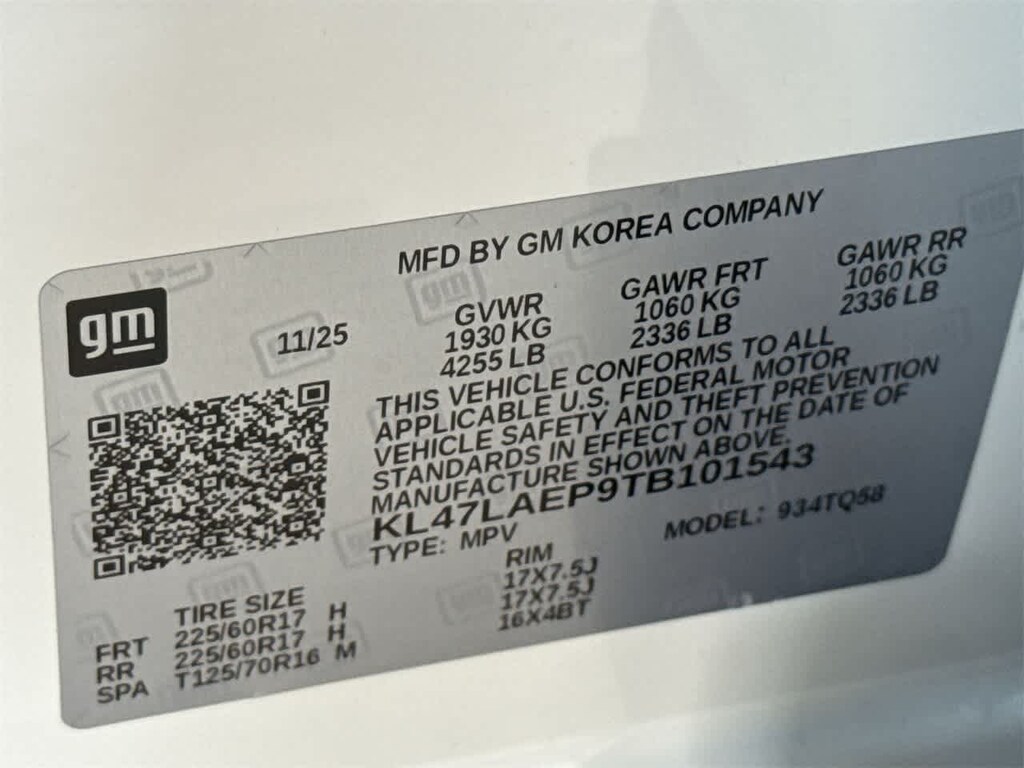 MFD BY GM KOREA COMPANY
gm
11/25
GVWR
1930 KG
4255 LB
GAWR FRT
1060 KG
2336 LB
GAWR RR
1060 KG
2336 LB
THIS VEHICLE CONFORMS TO ALL
APPLICABLE U.S. FEDERAL MOTOR
VEHICLE SAFETY AND THEFT PREVENTION
STANDARDS IN EFFECT ON THE DATE OF
MANUFACTURE SHOWN ABOVE.
KL47LAEP9TB101543
TYPE: MPV
MODEL: 934TQ58
TIRE SIZE RIM
FRT 225/60R17 H 17X7.5J
RR 225/60R17 H 17X7.5J
SPA T125/70R16 M 16X4BT